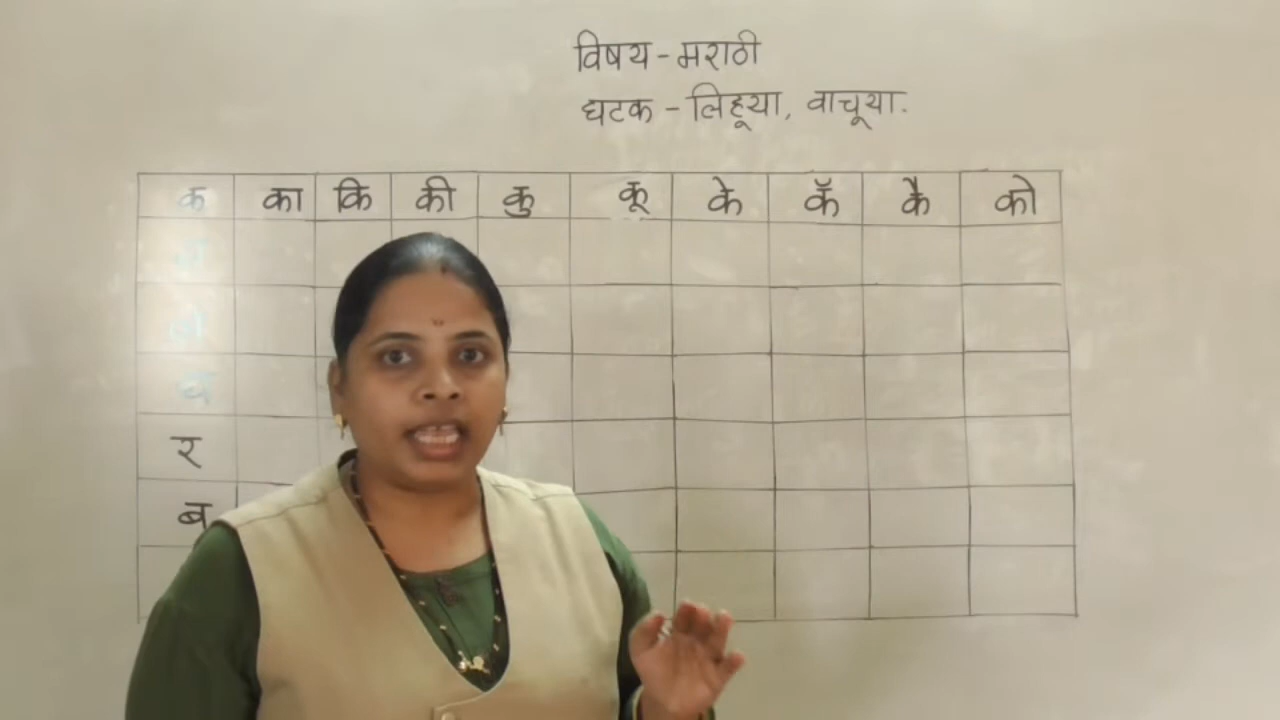 विषय - मराठी
घटक - लिहूया, वाचूया.
क का कि की कु कू के कॅ कै को
र
ब